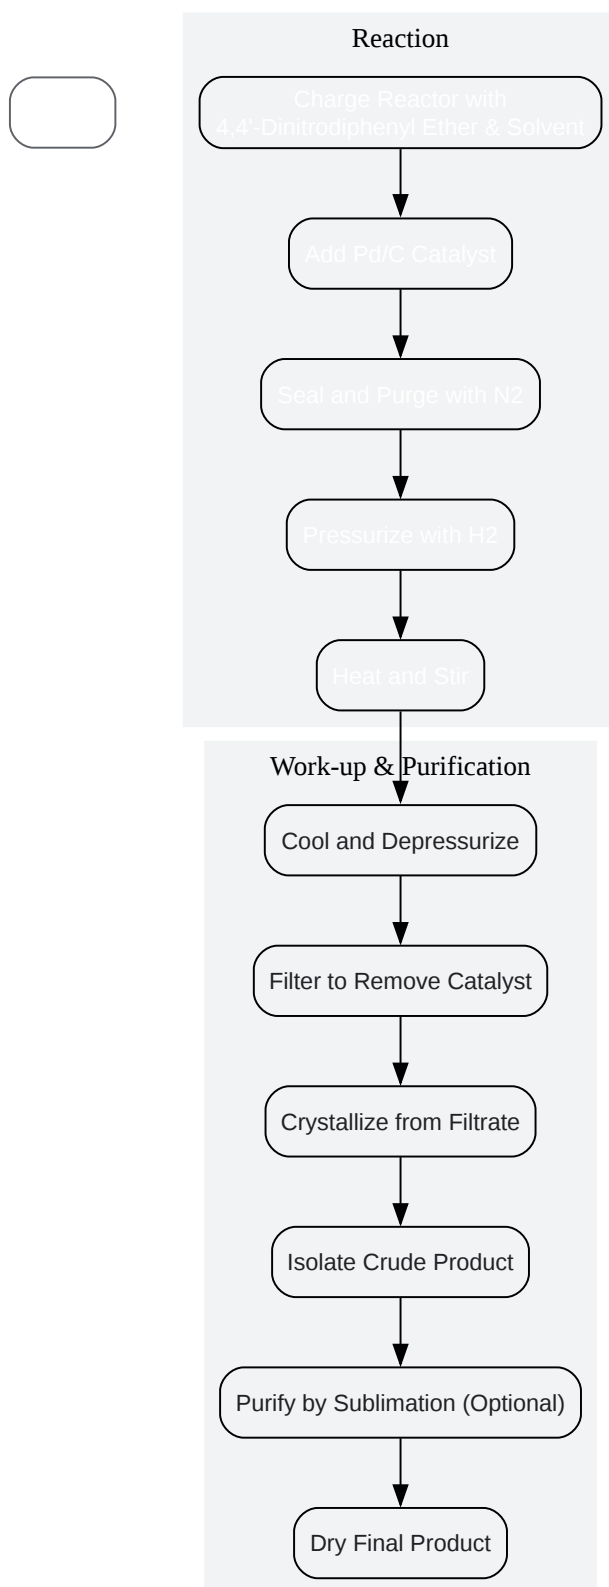 Reaction
Charge Reactor with
4,4'-Dinitrodiphenyl Ether & Solvent
Add Pd/C Catalyst
Seal and Purge with N2
Pressurize with H2
Heat and Stir
Work-up & Purification
Cool and Depressurize
Filter to Remove Catalyst
Crystallize from Filtrate
Isolate Crude Product
Purify by Sublimation (Optional)
Dry Final Product